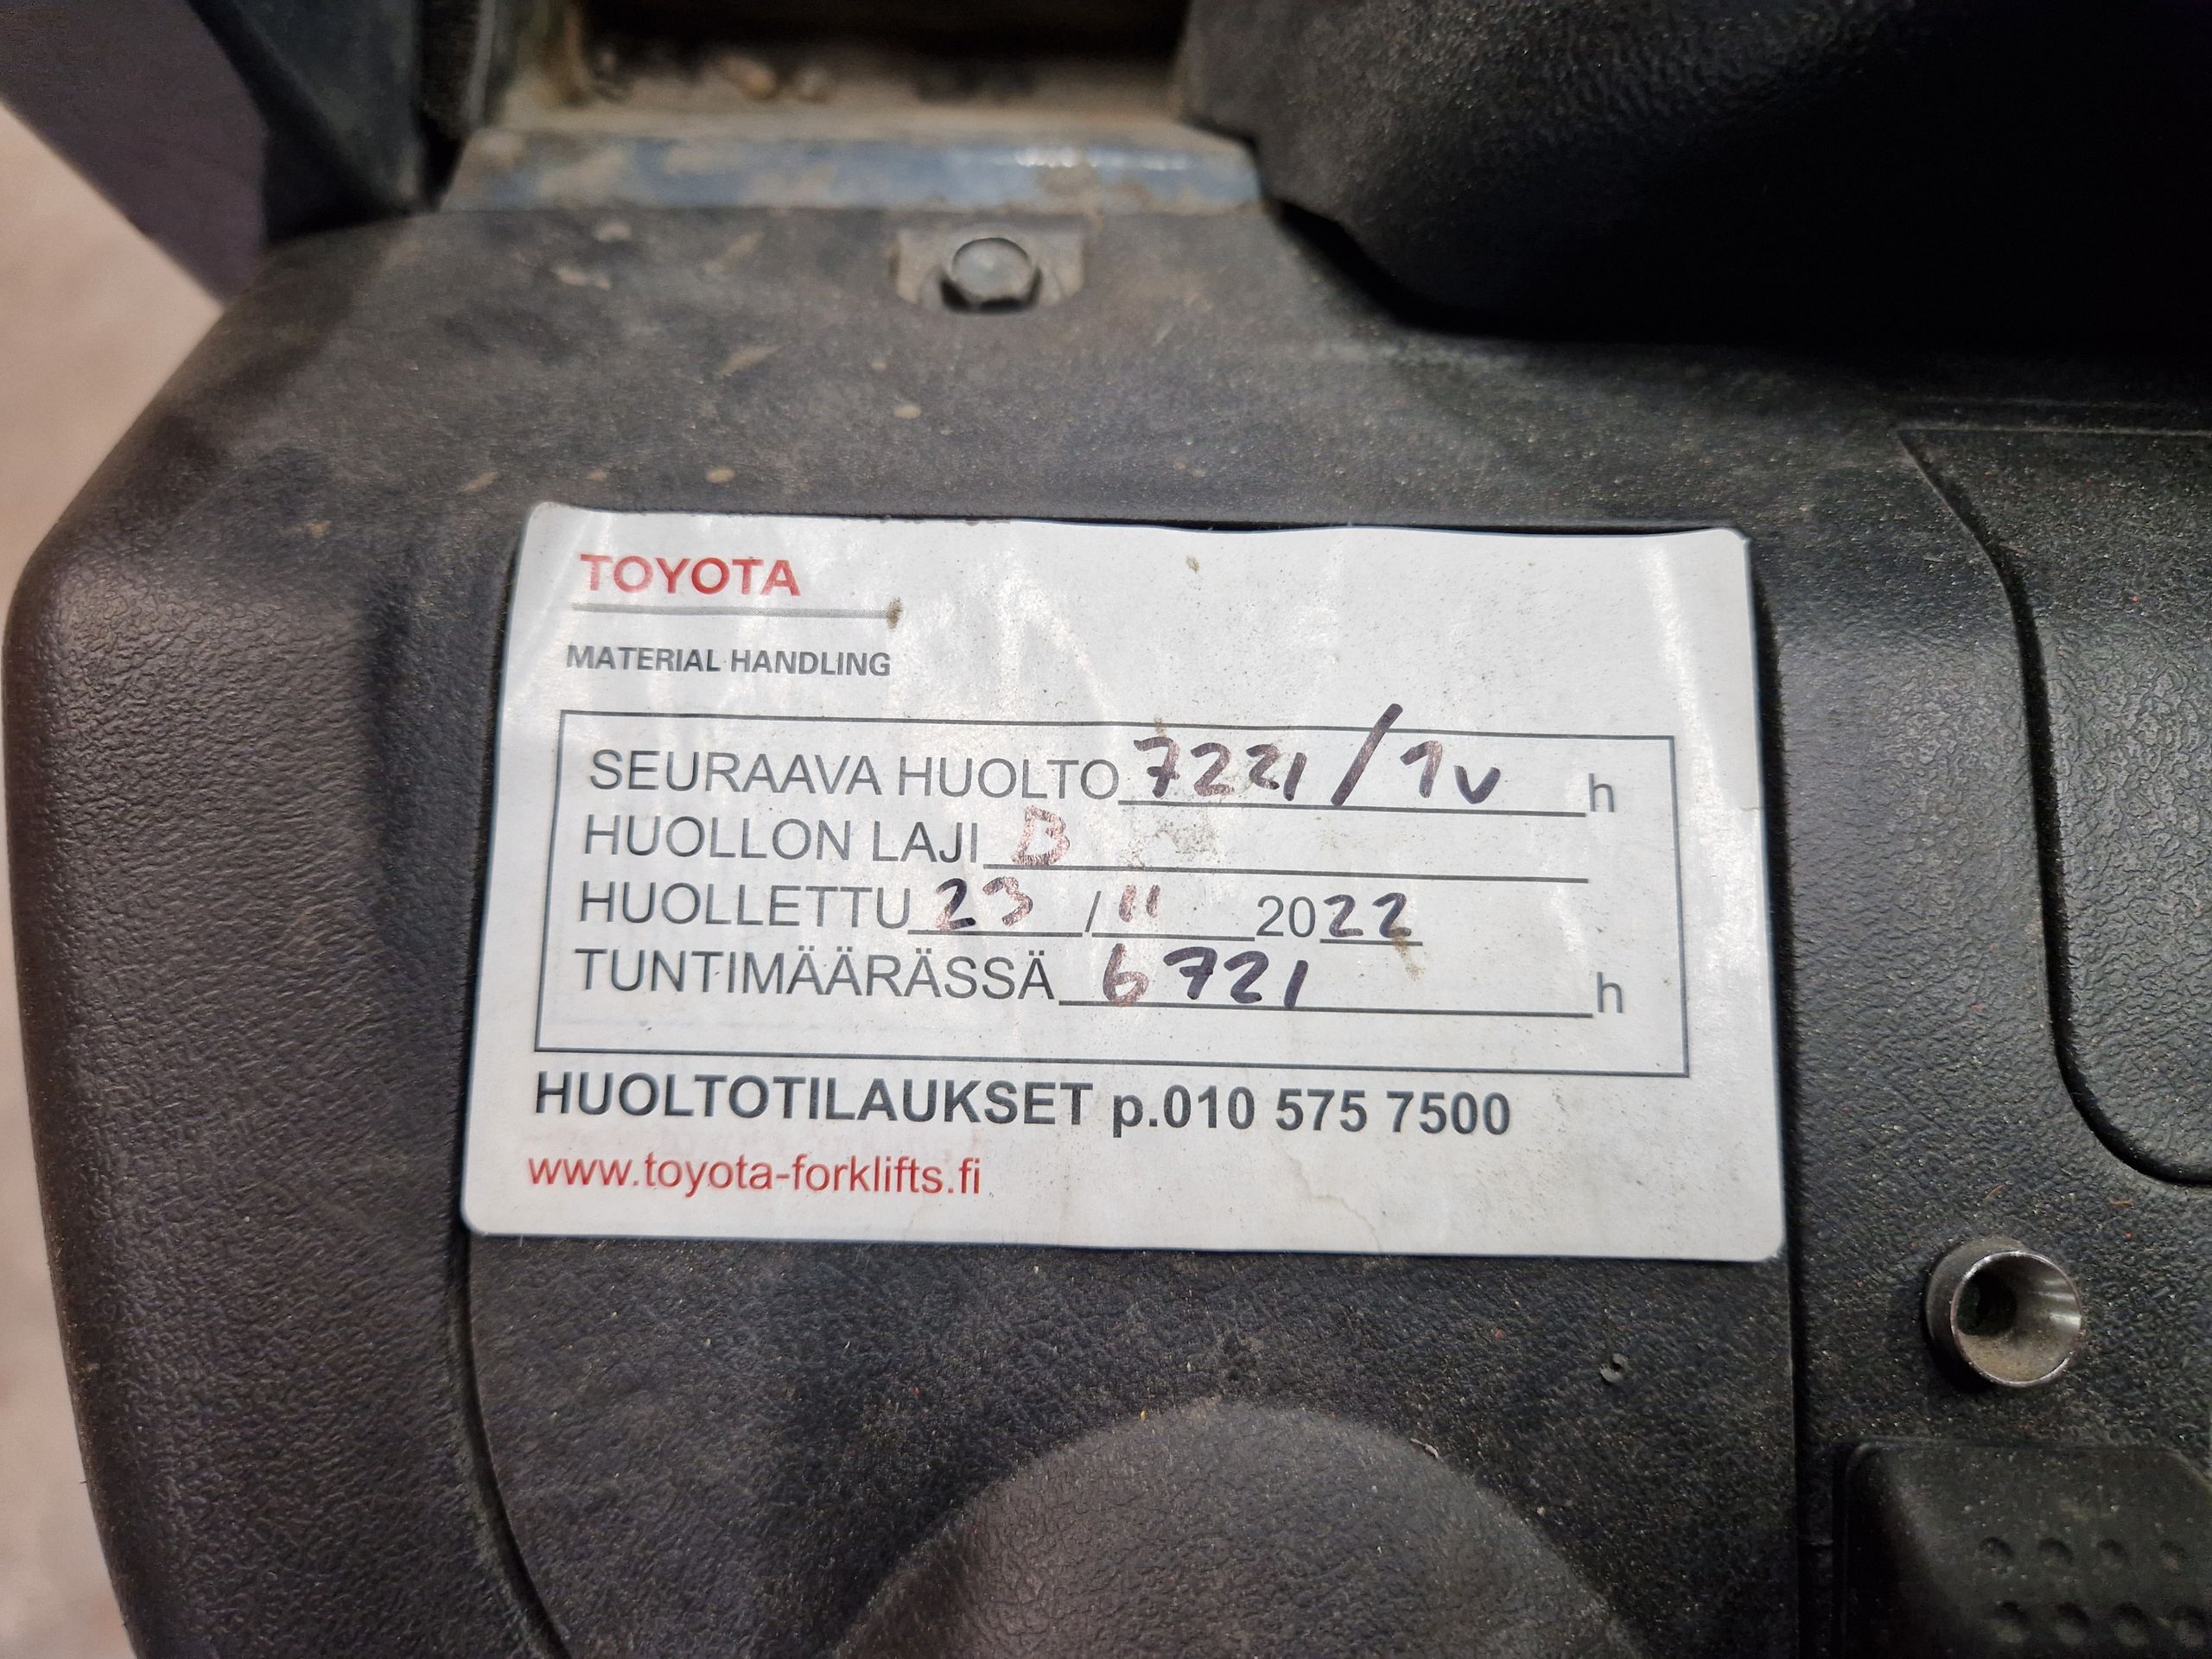 TOYOTA
MATERIAL HANDLING
SEURAAVA HUOLTO 7221/1v h
HUOLLON LAJI B
HUOLLETTU 23 / 11 2022
TUNTIMÄÄRÄSSÄ 6721 h
HUOLTOTILAUKSET p.010 575 7500
www.toyota-forklifts.fi